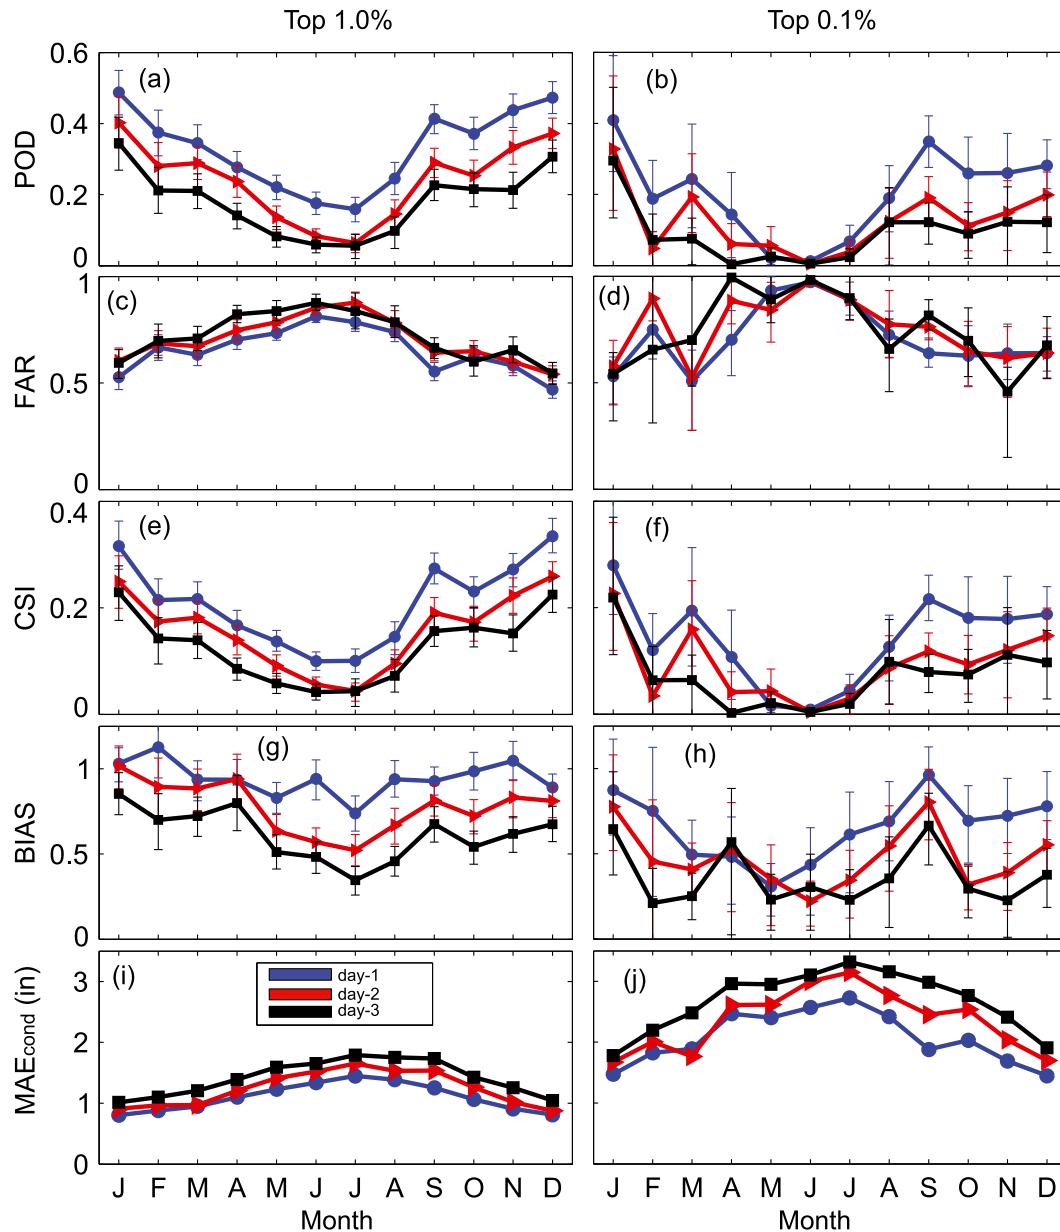 Top 1.0% Top 0.1%
0.6
(a) (b)
0.4
POD
0.2
0
1
(c) (d)
FAR
0.5
0
0.4
(e) (f)
CSI
0.2
0
(g) (h)
1
BIAS
0.5
0
(i) (j)
3
day-1
day-2
day-3
MAEcond (in)
2
1
0
J F M A M J J A S O N D J F M A M J J A S O N D
Month Month